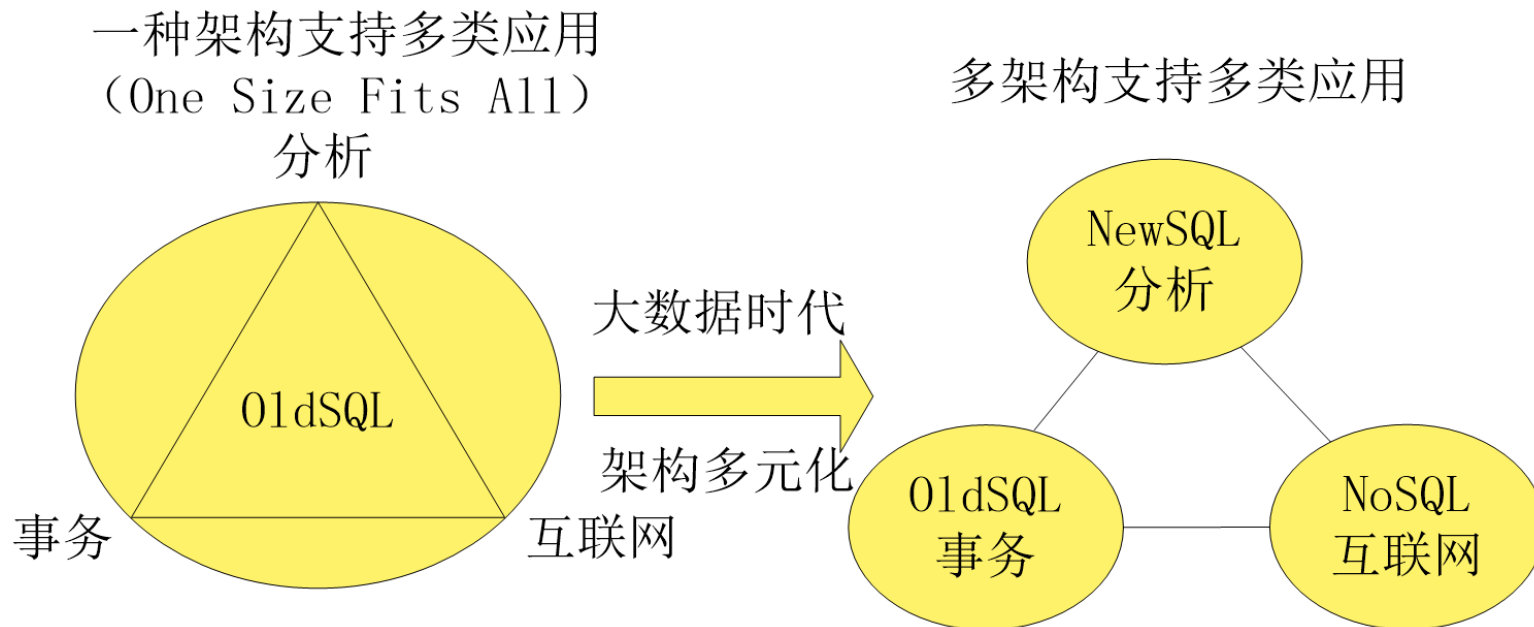 一种架构支持多类应用
（One Size Fits All）
分析
OldSQL
事务
互联网
大数据时代
架构多元化
多架构支持多类应用
NewSQL
分析
OldSQL
事务
NoSQL
互联网